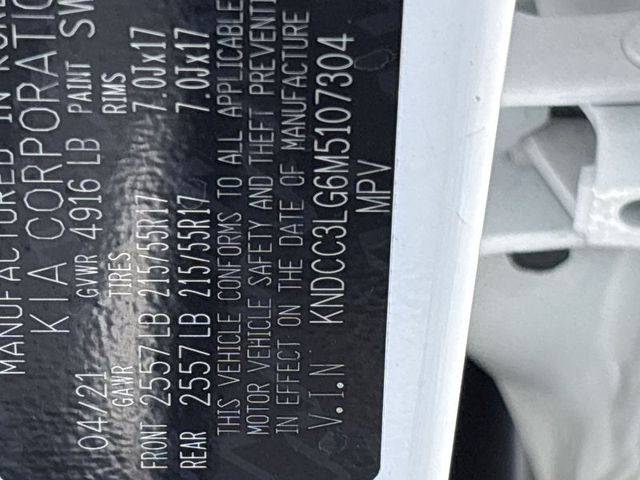 MANUFACTURED IN KORE
KIA CORPORATIO
04/21 GVWR 4916 LB PAINT SW
GAWR TIRES RIMS
FRONT 2557 LB 215/55R17 7.0Jx17
REAR 2557 LB 215/55R17 7.0Jx17
THIS VEHICLE CONFORMS TO ALL APPLICABLE
MOTOR VEHICLE SAFETY AND THEFT PREVENTI
IN EFFECT ON THE DATE OF MANUFACTURE
V.I.N KNDCC3LG6M5107304
MPV